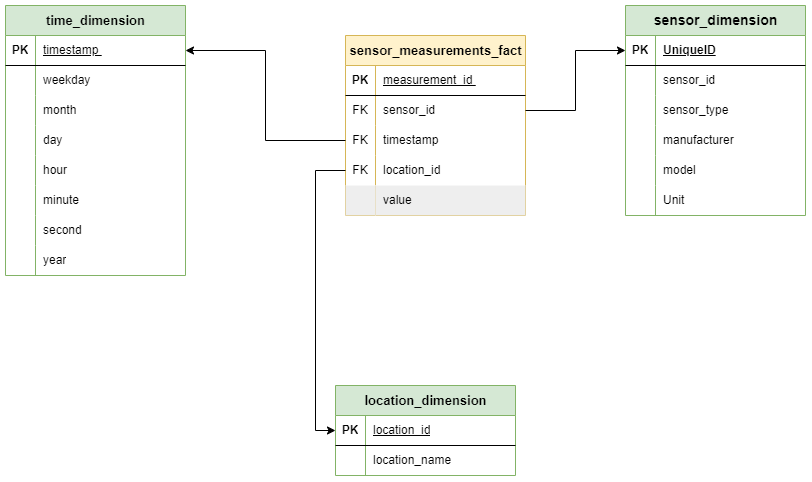 time_dimension
PK timestamp
weekday
month
day
hour
minute
second
year
sensor_measurements_fact
PK measurement_id
FK sensor_id
FK timestamp
FK location_id
value
sensor_dimension
PK UniqueID
sensor_id
sensor_type
manufacturer
model
Unit
location_dimension
PK location_id
location_name